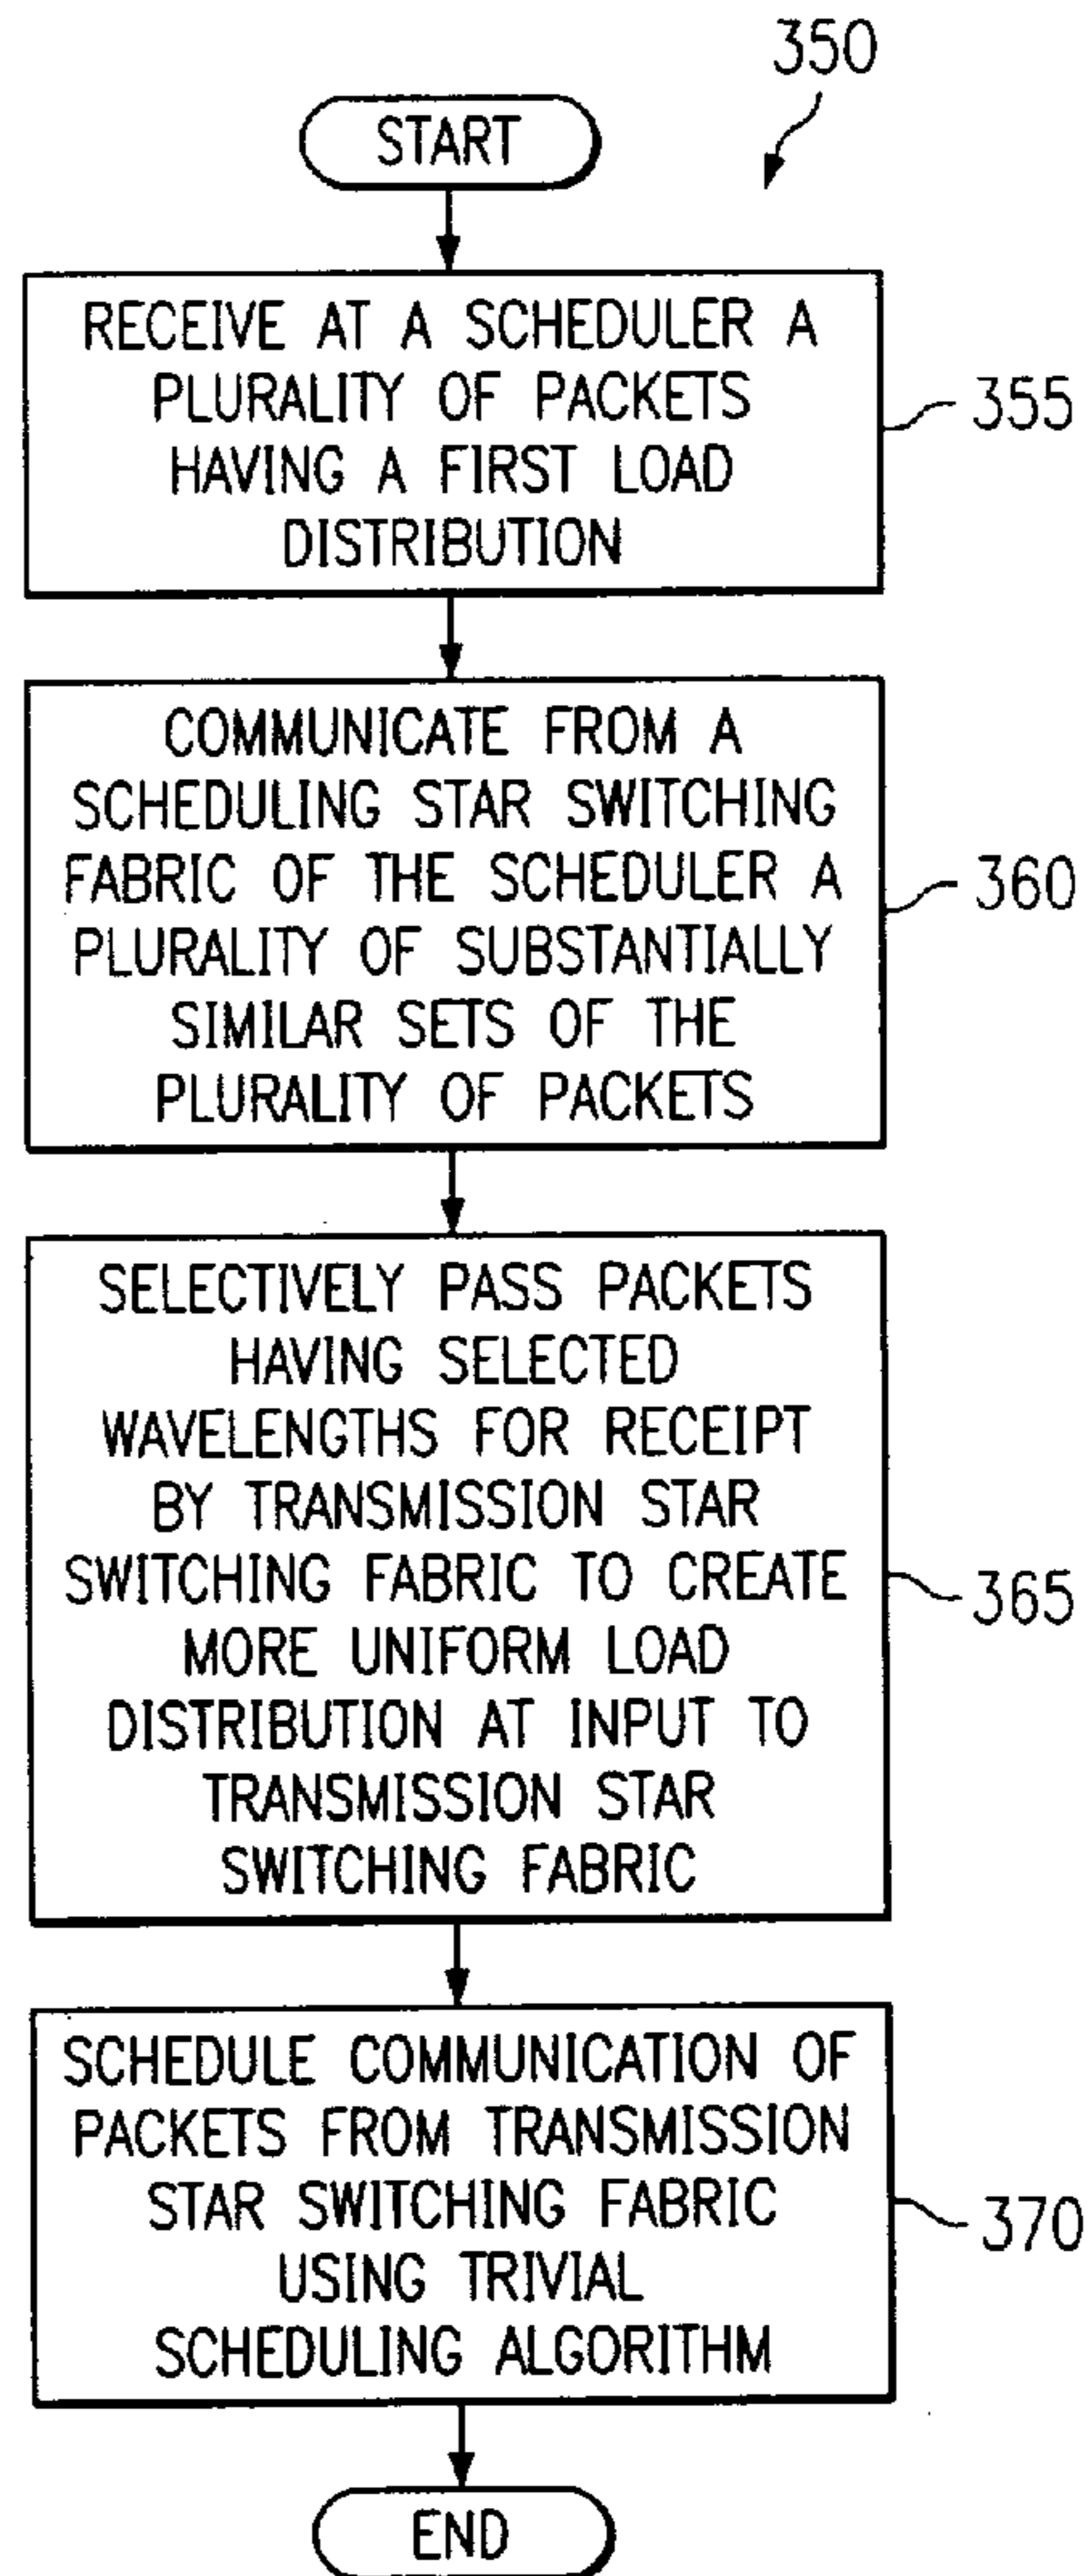 350
START
RECEIVE AT A SCHEDULER A
PLURALITY OF PACKETS
HAVING A FIRST LOAD
DISTRIBUTION
355
COMMUNICATE FROM A
SCHEDULING STAR SWITCHING
FABRIC OF THE SCHEDULER A
PLURALITY OF SUBSTANTIALLY
SIMILAR SETS OF THE
PLURALITY OF PACKETS
360
SELECTIVELY PASS PACKETS
HAVING SELECTED
WAVELENGTHS FOR RECEIPT
BY TRANSMISSION STAR
SWITCHING FABRIC TO CREATE
MORE UNIFORM LOAD
DISTRIBUTION AT INPUT TO
TRANSMISSION STAR
SWITCHING FABRIC
365
SCHEDULE COMMUNICATION OF
PACKETS FROM TRANSMISSION
STAR SWITCHING FABRIC
USING TRIVIAL
SCHEDULING ALGORITHM
370
END